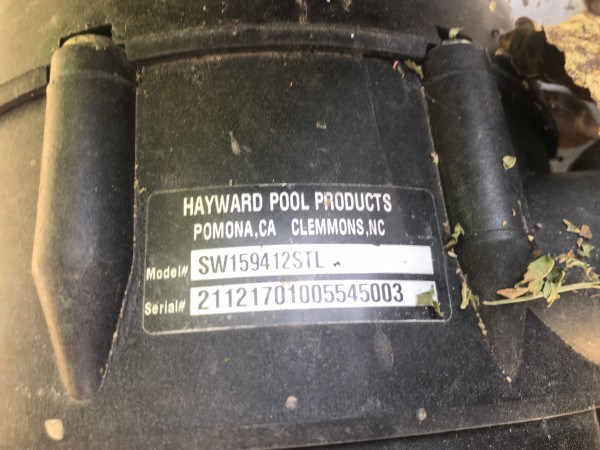 HAYWARD POOL PRODUCTS
POMONA,CA CLEMMONS,NC
Model# SW159412STL
Serial# 21121701005545003